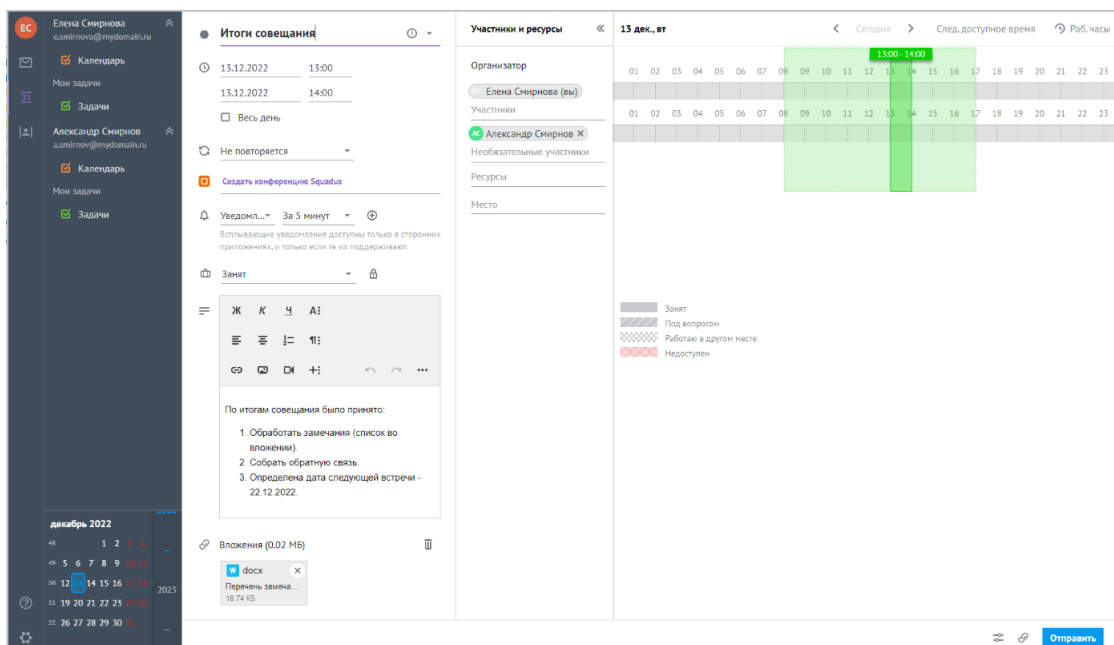 ЕС
Елена Смирнова
e.smirnova@mydomain.ru
Календарь
Мои задачи
Задачи
Александр Смирнов
a.smirnov@mydomain.ru
Календарь
Мои задачи
Задачи
31
декабрь 2022
48 1 2 3 4
49 5 6 7 8 9 10 11
50 12 13 14 15 16 17 18
51 19 20 21 22 23 24 25
52 26 27 28 29 30 31
2023
Итоги совещания
13.12.2022 13:00
13.12.2022 14:00
Весь день
Не повторяется
Создать конференцию Squadus
Уведомл... За 5 минут
Всплывающие уведомления доступны только в сторонних
приложениях, и только если те их поддерживают.
Занят
Ж К Ч А
По итогам совещания было принято:
1. Обработать замечания (список во
вложении).
2. Собрать обратную связь.
3. Определена дата следующей встречи -
22.12.2022.
Вложения (0.02 МБ)
W docx
Перечень замеча...
18.74 КБ
Участники и ресурсы
Организатор
ЕС Елена Смирнова (вы)
Участники
АС Александр Смирнов
Необязательные участники
Ресурсы
Место
13 дек., вт
Сегодня
След. доступное время
Раб. часы
13:00 - 14:00
01 02 03 04 05 06 07 08 09 10 11 12 13 14 15 16 17 18 19 20 21 22 23
01 02 03 04 05 06 07 08 09 10 11 12 13 14 15 16 17 18 19 20 21 22 23
Занят
Под вопросом
Работаю в другом месте
Недоступен
Отправить